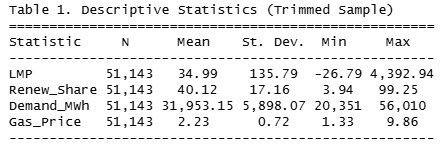 Table 1. Descriptive Statistics (Trimmed Sample)
=====================================================
Statistic N Mean St. Dev. Min Max
-----------------------------------------------------
LMP 51,143 34.99 135.79 -26.79 4,392.94
Renew_Share 51,143 40.12 17.16 3.94 99.25
Demand_MWh 51,143 31,953.15 5,898.07 20,351 56,010
Gas_Price 51,143 2.23 0.72 1.33 9.86
-----------------------------------------------------